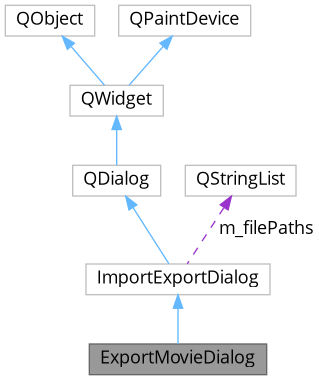 QObject
QPaintDevice
QWidget
QDialog
QStringList
m_filePaths
ImportExportDialog
ExportMovieDialog